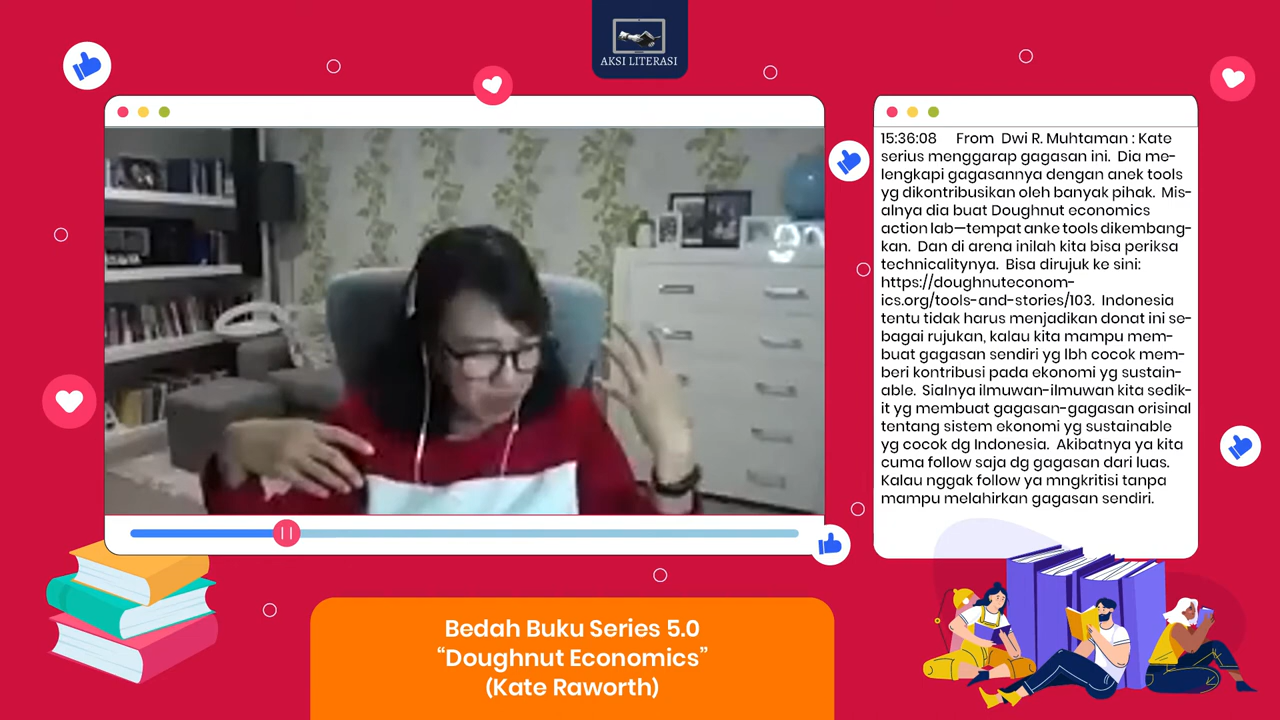 AKSI LITERASI
15:36:08 From Dwi R. Muhtaman : Kate
serius menggarap gagasan ini. Dia me-
lengkapi gagasannya dengan anek tools
yg dikontribusikan oleh banyak pihak. Mis-
alnya dia buat Doughnut economics
action lab—tempat anke tools dikembang-
kan. Dan di arena inilah kita bisa periksa
technicalitynya. Bisa dirujuk ke sini:
https://doughnuteconom-
ics.org/tools-and-stories/103. Indonesia
tentu tidak harus menjadikan donat ini se-
bagai rujukan, kalau kita mampu mem-
buat gagasan sendiri yg lbh cocok mem-
beri kontribusi pada ekonomi yg sustain-
able. Sialnya ilmuwan-ilmuwan kita sedik-
it yg membuat gagasan-gagasan orisinal
tentang sistem ekonomi yg sustainable
yg cocok dg Indonesia. Akibatnya ya kita
cuma follow saja dg gagasan dari luas.
Kalau nggak follow ya mngkritisi tanpa
mampu melahirkan gagasan sendiri.
Bedah Buku Series 5.0
“Doughnut Economics”
(Kate Raworth)